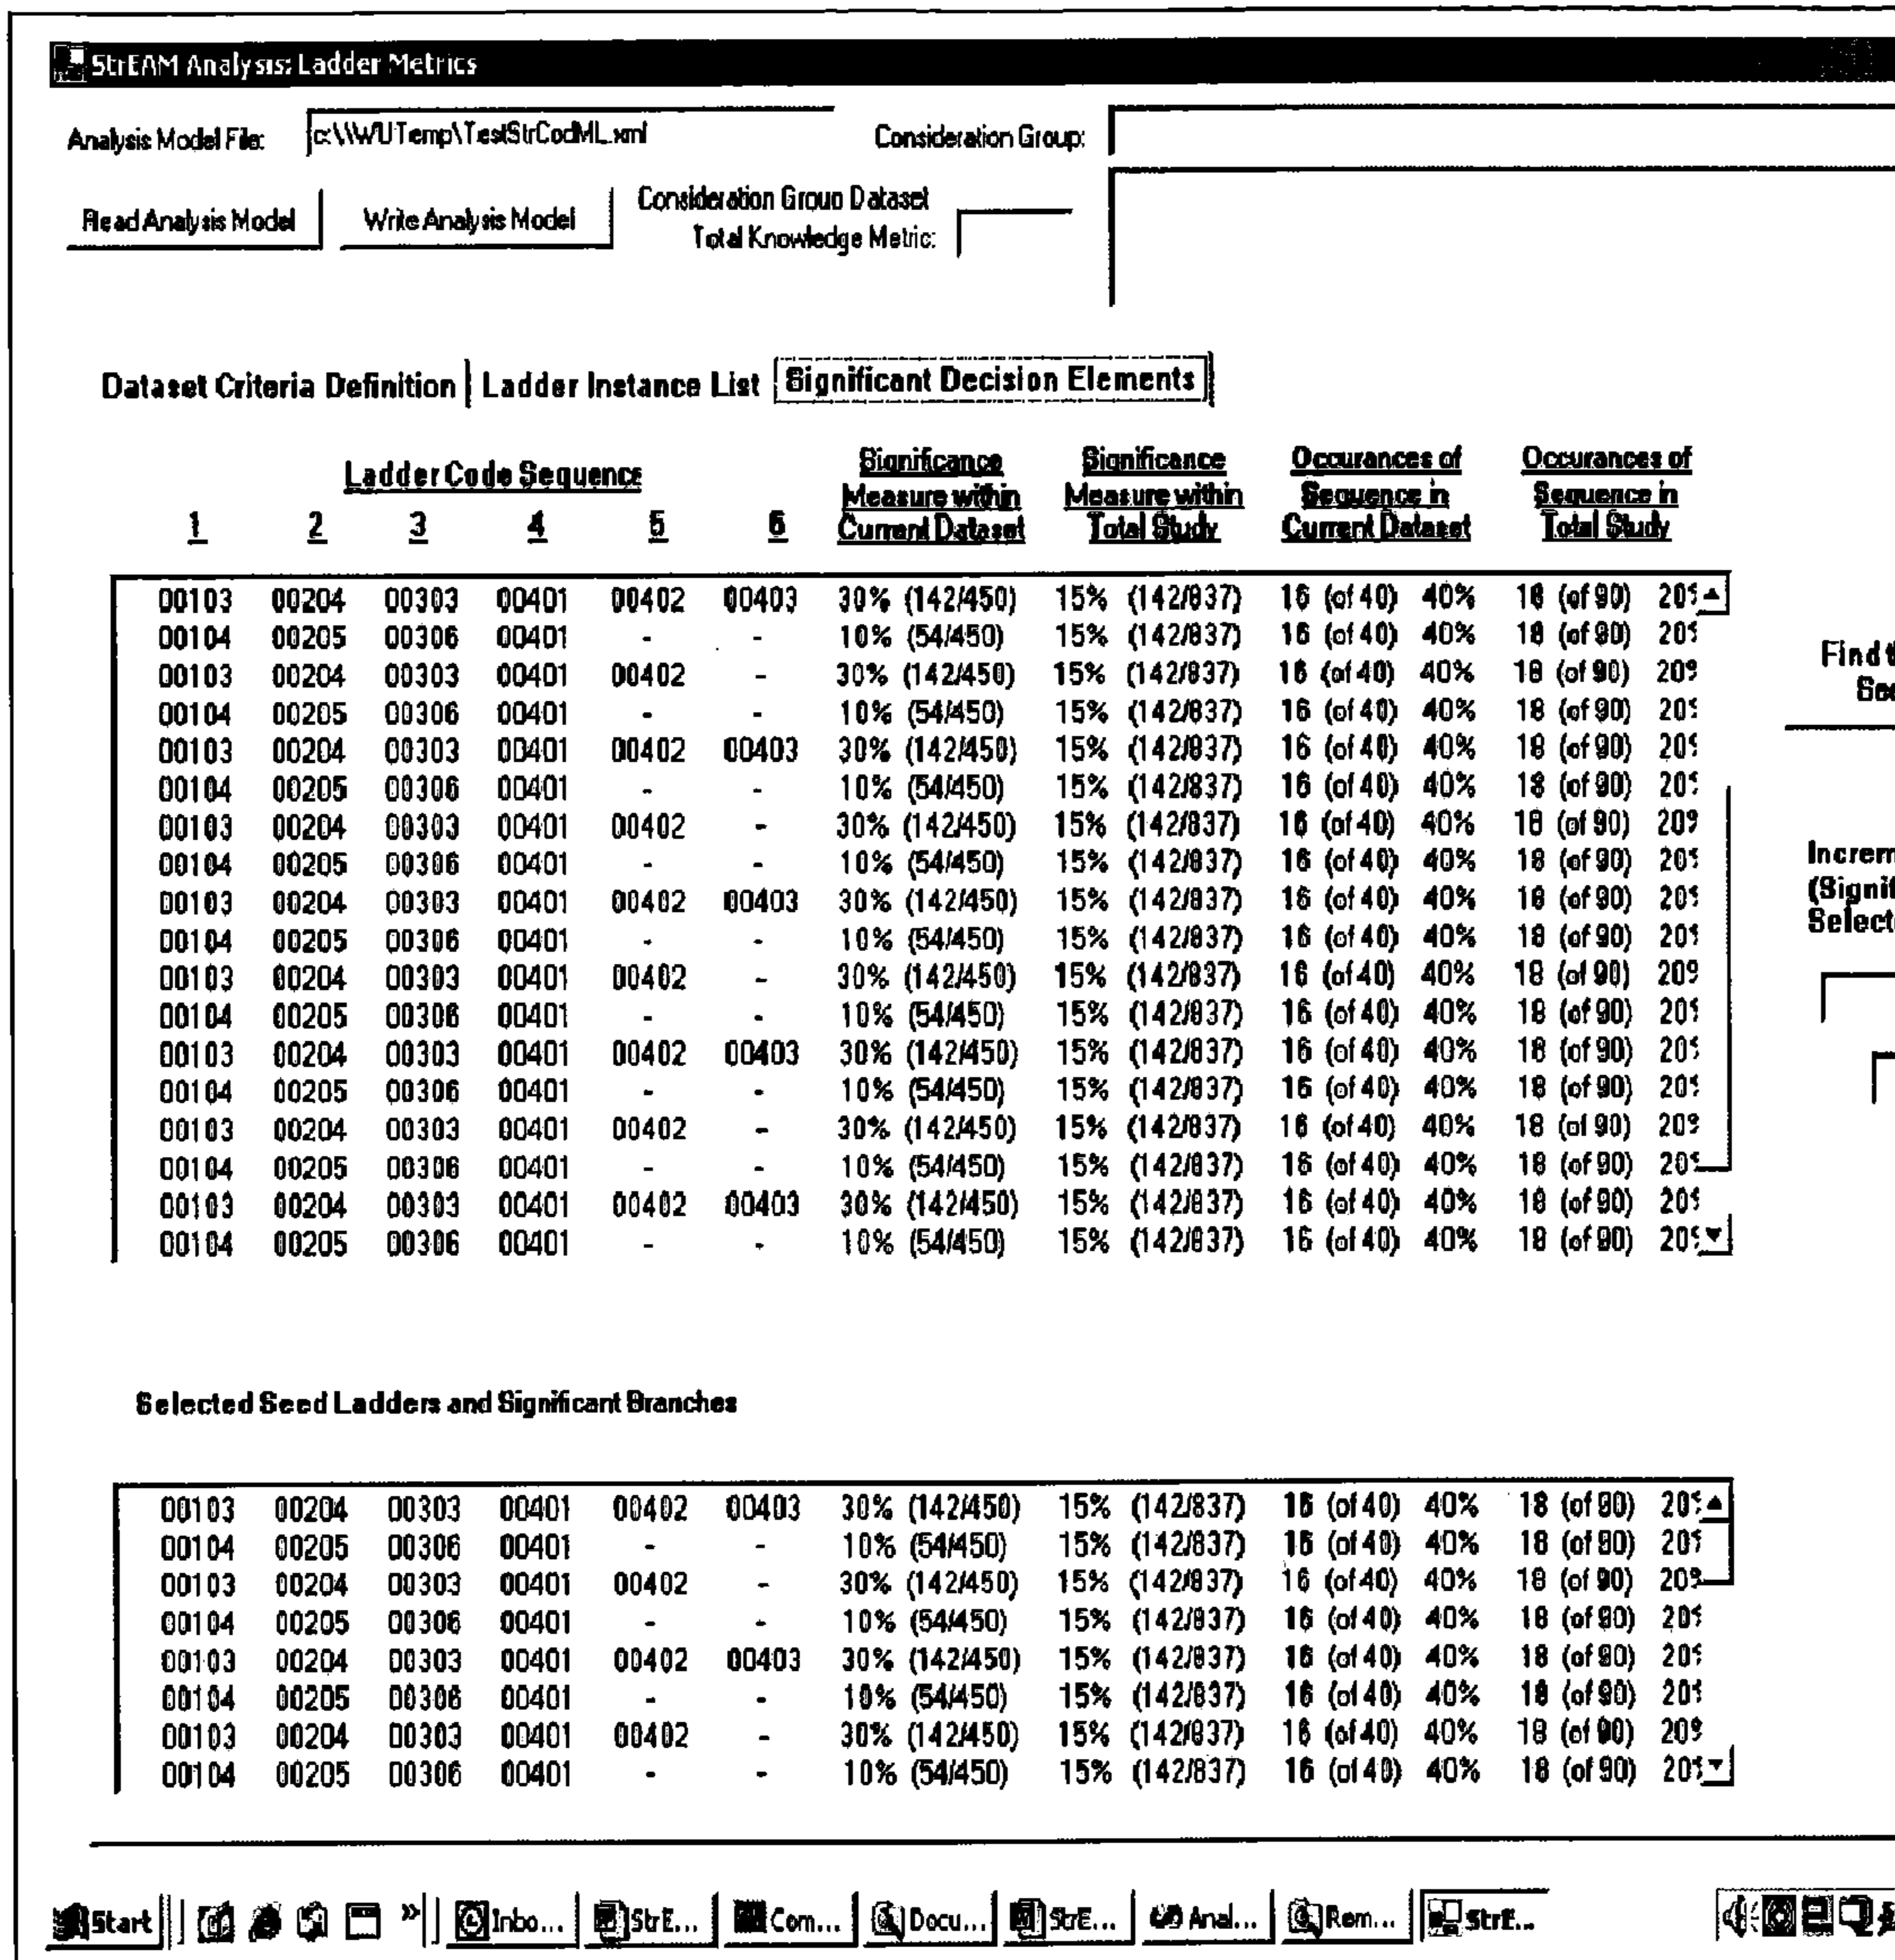 StrEAM Analysis: Ladder Metrics
Analysis Model File: c:\\WUTemp\TestStrCodML.xml Consideration Group:
Read Analysis Model Write Analysis Model Consideration Group Dataset
Total Knowledge Metric:
Dataset Criteria Definition Ladder Instance List Significant Decision Elements
Ladder Code Sequence
1 2 3 4 5 6
Significance Measure within Current Dataset
Significance Measure within Total Study
Occurances of Sequence in Current Dataset
Occurances of Sequence in Total Study
00103 00204 00303 00401 00402 00403 30% (142/450) 15% (142/837) 16 (of 40) 40% 18 (of 90)
00104 00205 00306 00401 - - 10% (54/450) 15% (142/837) 16 (of 40) 40% 18 (of 90)
00103 00204 00303 00401 00402 - 30% (142/450) 15% (142/837) 16 (of 40) 40% 18 (of 90)
00104 00205 00306 00401 - - 10% (54/450) 15% (142/837) 16 (of 40) 40% 18 (of 90)
00103 00204 00303 00401 00402 00403 30% (142/450) 15% (142/837) 16 (of 40) 40% 18 (of 90)
00104 00205 00306 00401 - - 10% (54/450) 15% (142/837) 16 (of 40) 40% 18 (of 90)
00103 00204 00303 00401 00402 - 30% (142/450) 15% (142/837) 16 (of 40) 40% 18 (of 90)
00104 00205 00306 00401 - - 10% (54/450) 15% (142/837) 16 (of 40) 40% 18 (of 90)
00103 00204 00303 00401 00402 00403 30% (142/450) 15% (142/837) 16 (of 40) 40% 18 (of 90)
00104 00205 00306 00401 - - 10% (54/450) 15% (142/837) 16 (of 40) 40% 18 (of 90)
00103 00204 00303 00401 00402 - 30% (142/450) 15% (142/837) 16 (of 40) 40% 18 (of 90)
00104 00205 00306 00401 - - 10% (54/450) 15% (142/837) 16 (of 40) 40% 18 (of 90)
00103 00204 00303 00401 00402 00403 30% (142/450) 15% (142/837) 16 (of 40) 40% 18 (of 90)
00104 00205 00306 00401 - - 10% (54/450) 15% (142/837) 16 (of 40) 40% 18 (of 90)
00103 00204 00303 00401 00402 - 30% (142/450) 15% (142/837) 16 (of 40) 40% 18 (of 90)
00104 00205 00306 00401 - - 10% (54/450) 15% (142/837) 16 (of 40) 40% 18 (of 90)
00103 00204 00303 00401 00402 00403 30% (142/450) 15% (142/837) 16 (of 40) 40% 18 (of 90)
00104 00205 00306 00401 - - 10% (54/450) 15% (142/837) 16 (of 40) 40% 18 (of 90)
Find
Increm
(Signif
Select
Selected Seed Ladders and Significant Branches
00103 00204 00303 00401 00402 00403 30% (142/450) 15% (142/837) 16 (of 40) 40% 18 (of 90)
00104 00205 00306 00401 - - 10% (54/450) 15% (142/837) 16 (of 40) 40% 18 (of 90)
00103 00204 00303 00401 00402 - 30% (142/450) 15% (142/837) 16 (of 40) 40% 18 (of 90)
00104 00205 00306 00401 - - 10% (54/450) 15% (142/837) 16 (of 40) 40% 18 (of 90)
00103 00204 00303 00401 00402 00403 30% (142/450) 15% (142/837) 16 (of 40) 40% 18 (of 90)
00104 00205 00306 00401 - - 10% (54/450) 15% (142/837) 16 (of 40) 40% 18 (of 90)
00103 00204 00303 00401 00402 - 30% (142/450) 15% (142/837) 16 (of 40) 40% 18 (of 90)
00104 00205 00306 00401 - - 10% (54/450) 15% (142/837) 16 (of 40) 40% 18 (of 90)
Start » Inbo... StrE... Com... Docu... StrE... Anal... Rem... StrE...